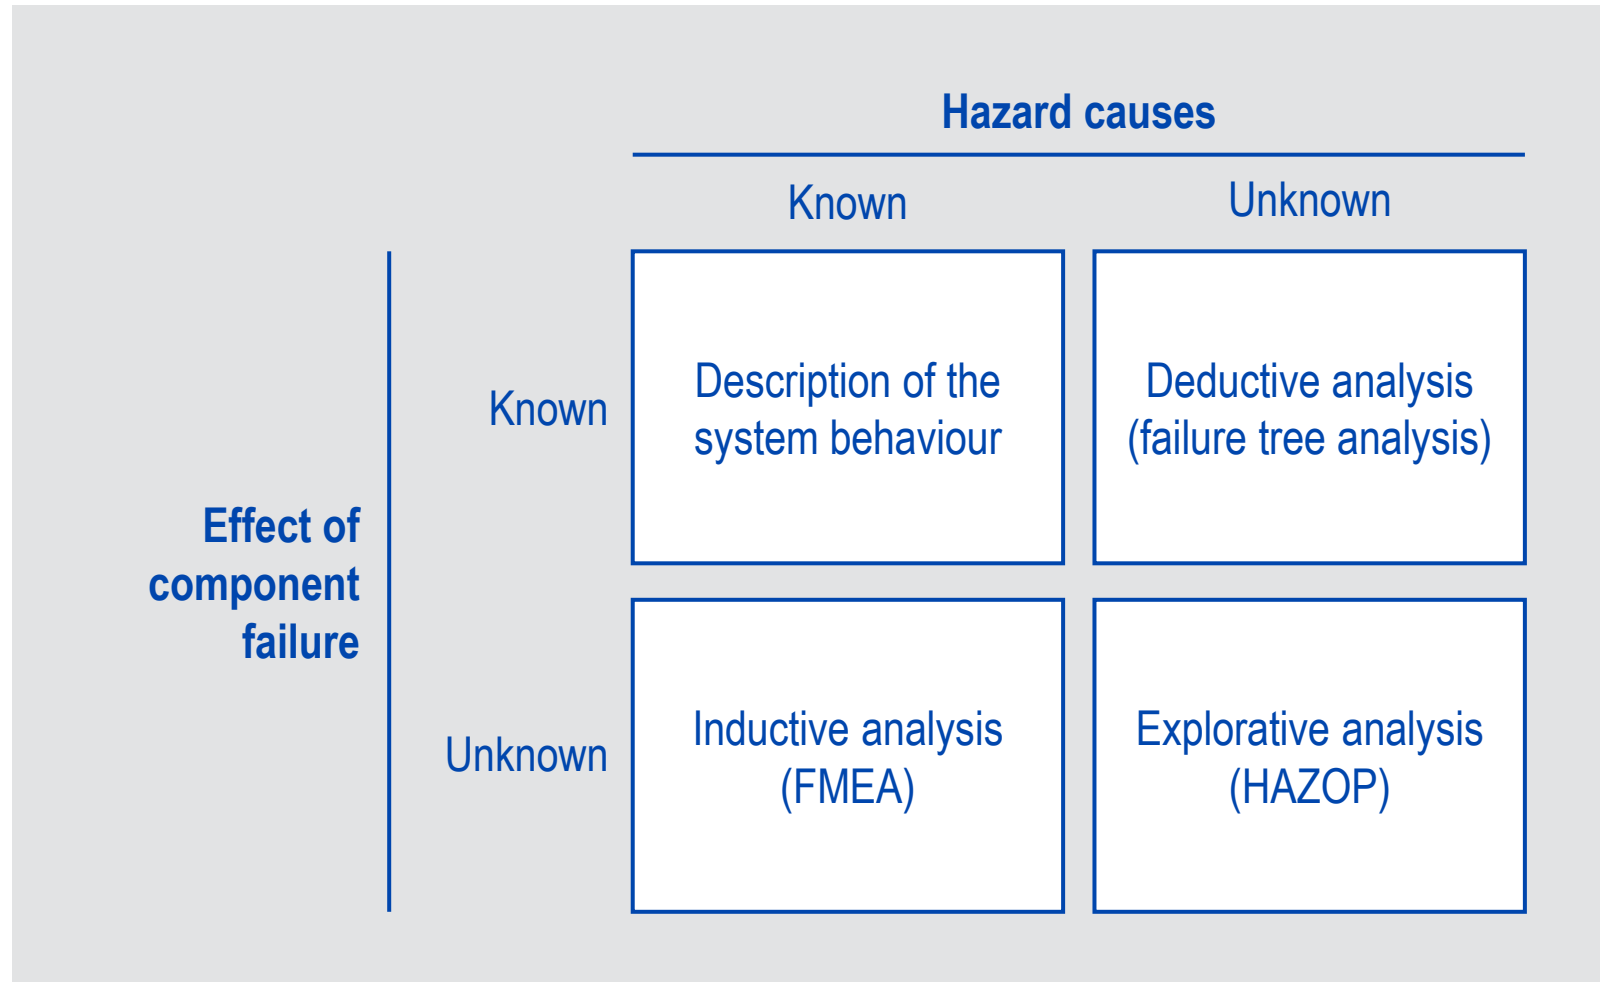 Hazard causes
Known
Unknown
Effect of
component
failure
Known
Description of the
system behaviour
Deductive analysis
(failure tree analysis)
Unknown
Inductive analysis
(FMEA)
Explorative analysis
(HAZOP)